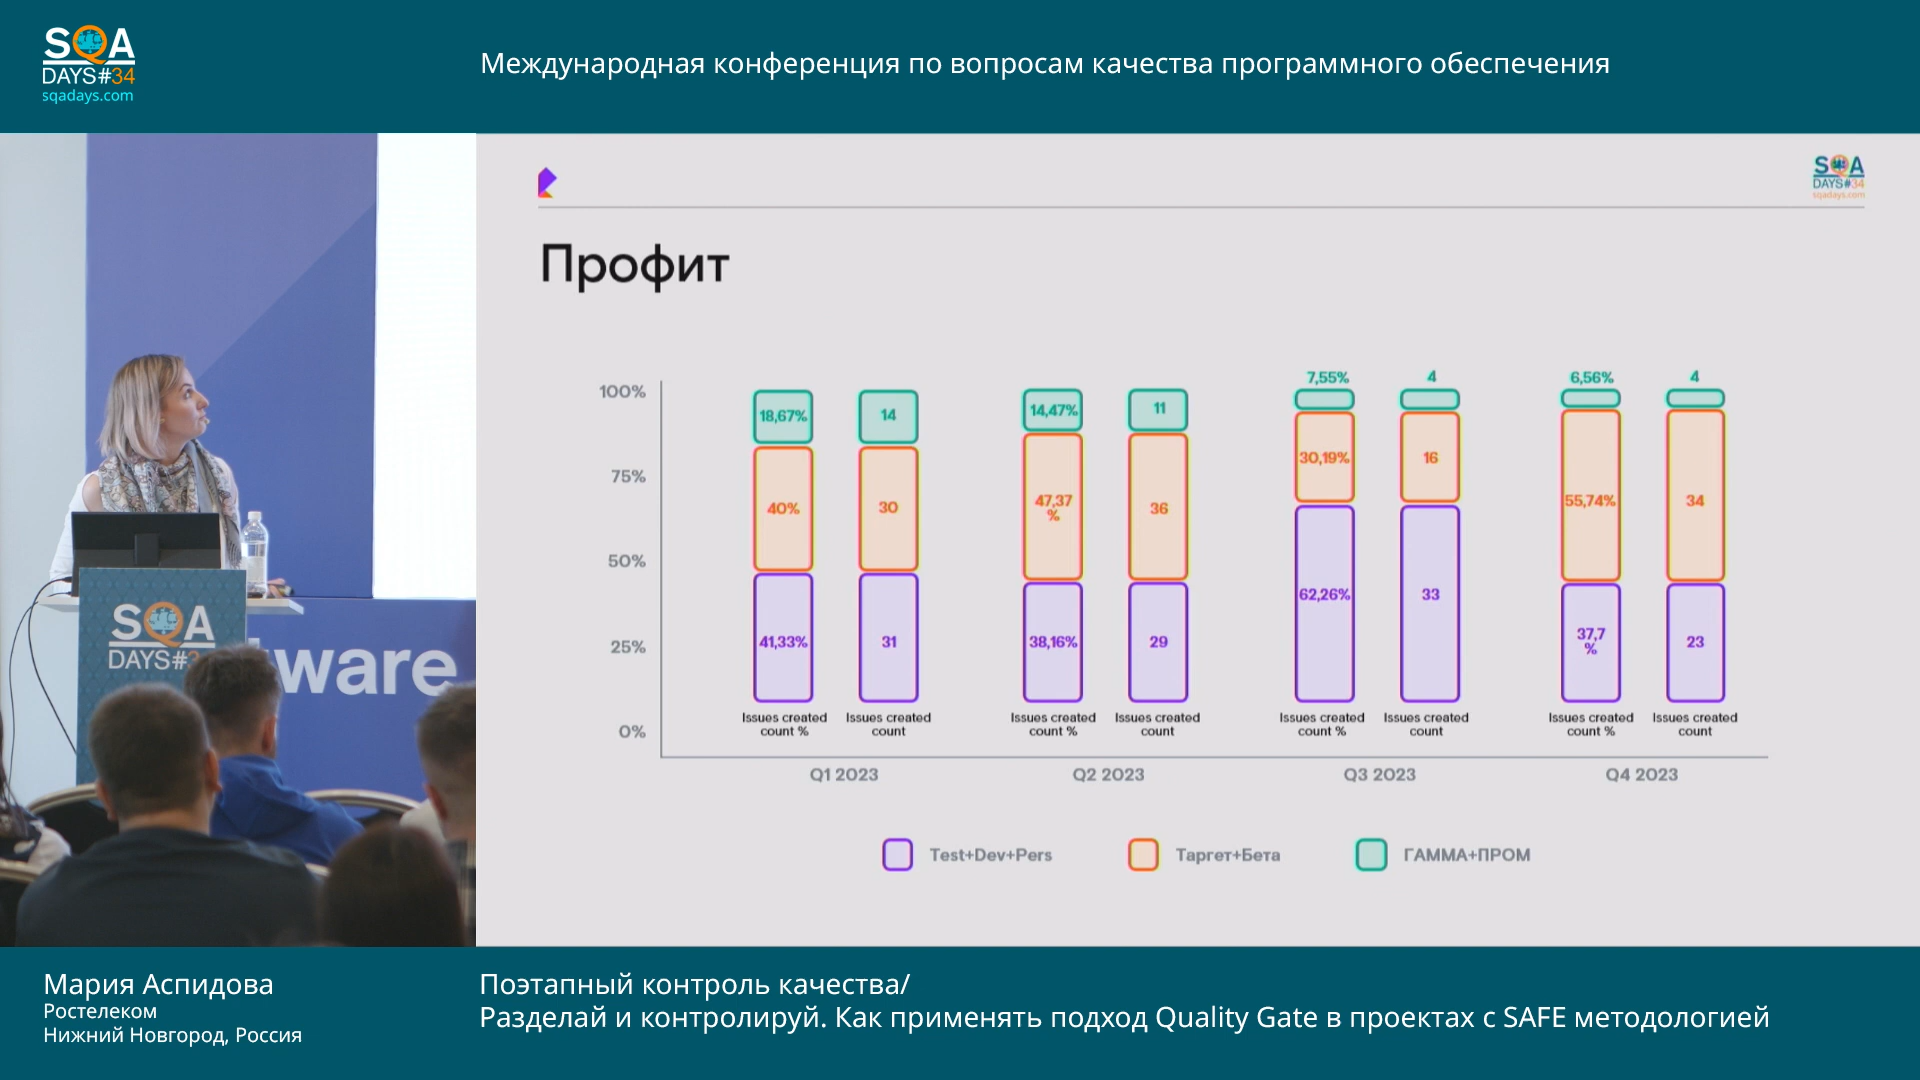 SQA
DAYS#34
sqadays.com
Международная конференция по вопросам качества программного обеспечения
SQA
DAYS#34
sqadays.com
Профит
100%
75%
50%
25%
0%
18,67%
14
40%
30
41,33%
31
Issues created
count %
Issues created
count
Q1 2023
14,47%
11
47,37
%
36
38,16%
29
Issues created
count %
Issues created
count
Q2 2023
7,55%
4
30,19%
16
62,26%
33
Issues created
count %
Issues created
count
Q3 2023
6,56%
4
55,74%
34
37,7
%
23
Issues created
count %
Issues created
count
Q4 2023
Test+Dev+Pers
Таргет+Бета
ГАММА+ПРОМ
SQA
DAYS#
ware
Мария Аспидова
Ростелеком
Нижний Новгород, Россия
Поэтапный контроль качества/
Разделай и контролируй. Как применять подход Quality Gate в проектах с SAFE методологией